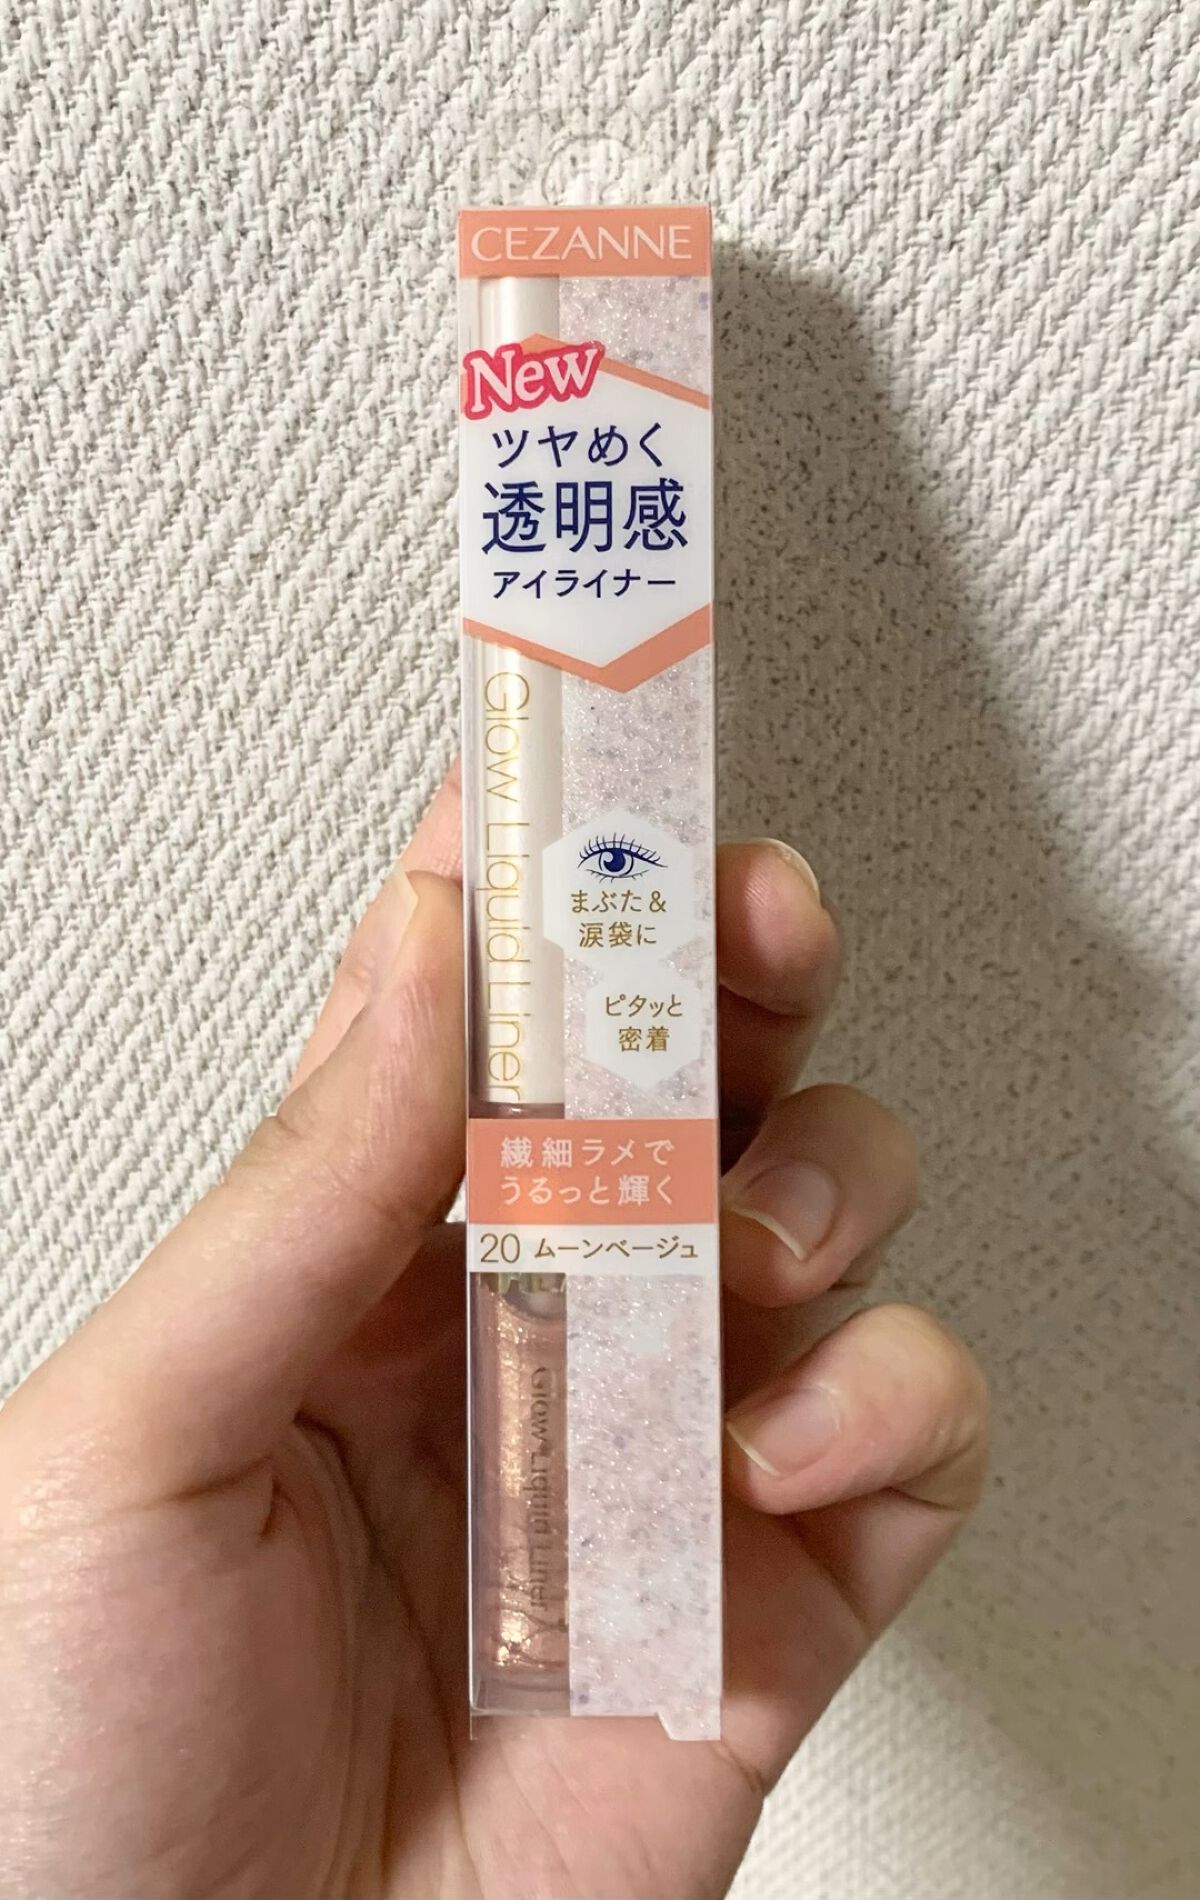 CEZANNE
New
ツヤめく
透明感
アイライナー
Glow Liquid Liner
まぶた＆
涙袋に
ピタッと
密着
繊細ラメで
うるっと輝く
20 ムーンベージュ
Glow Liquid Liner